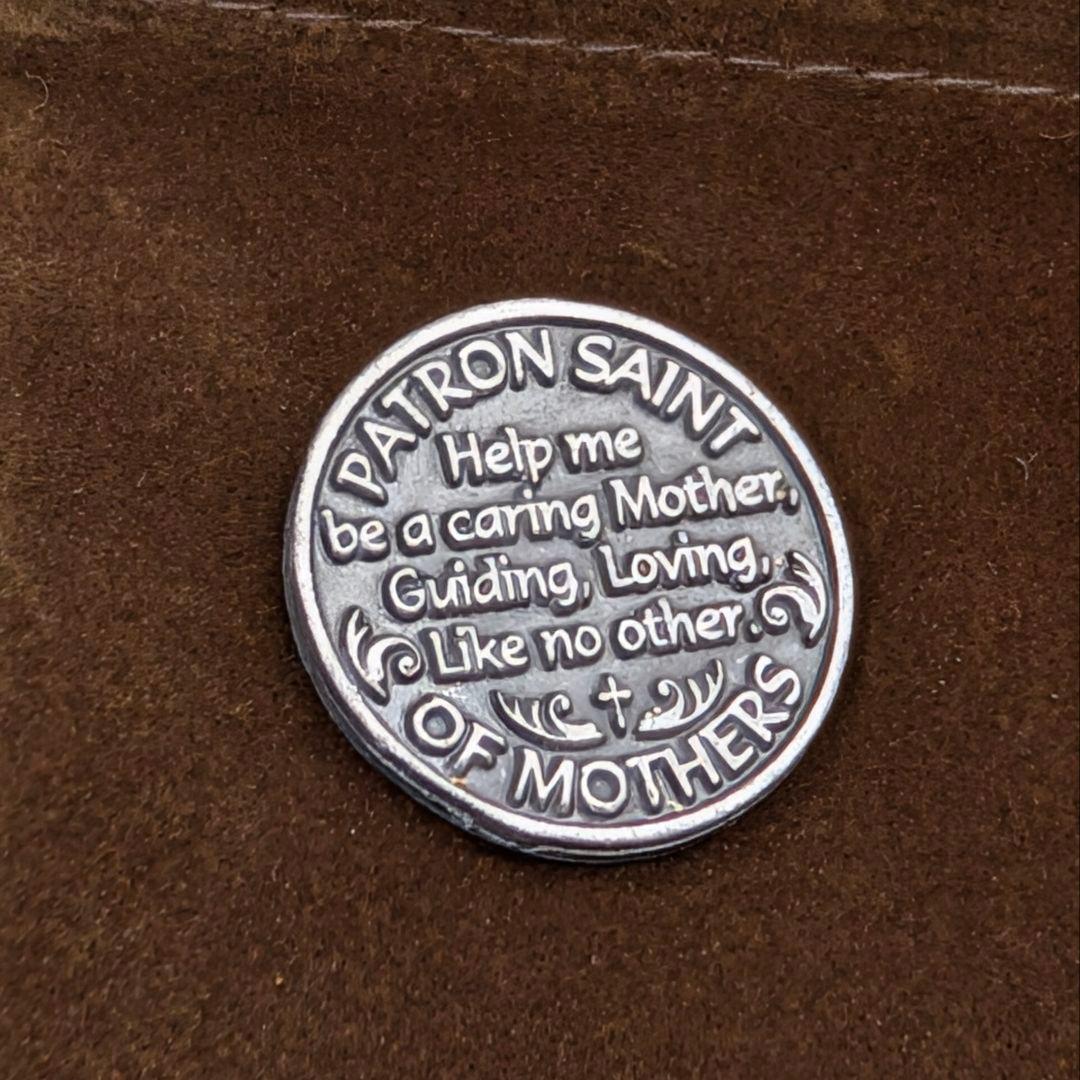 PATRON SAINT
Help me
be a caring Mother,
Guiding, Loving,
Like no other.
OF MOTHERS